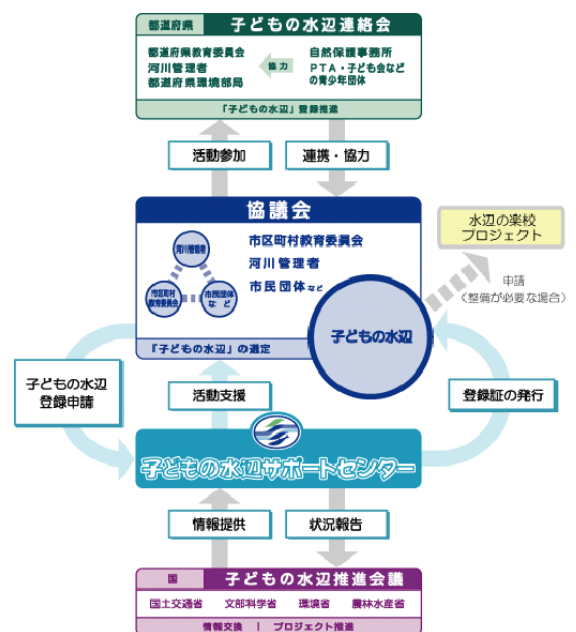 都道府県 子どもの水辺連絡会
都道府県教育委員会
河川管理者
都道府県環境部局
協力
自然保護事務所
PTA・子ども会など
の青少年団体
「子どもの水辺」登録推進
活動参加
連携・協力
協議会
河川管理者
市区町村
教育委員会
市民団体
など
市区町村教育委員会
河川管理者
市民団体など
子どもの水辺
「子どもの水辺」の選定
水辺の楽校
プロジェクト
申請
(整備が必要な場合)
子どもの水辺
登録申請
活動支援
登録証の発行
子どもの水辺サポートセンター
情報提供
状況報告
国 子どもの水辺推進会議
国土交通省 文部科学省 環境省 農林水産省
情報交換 | プロジェクト推進